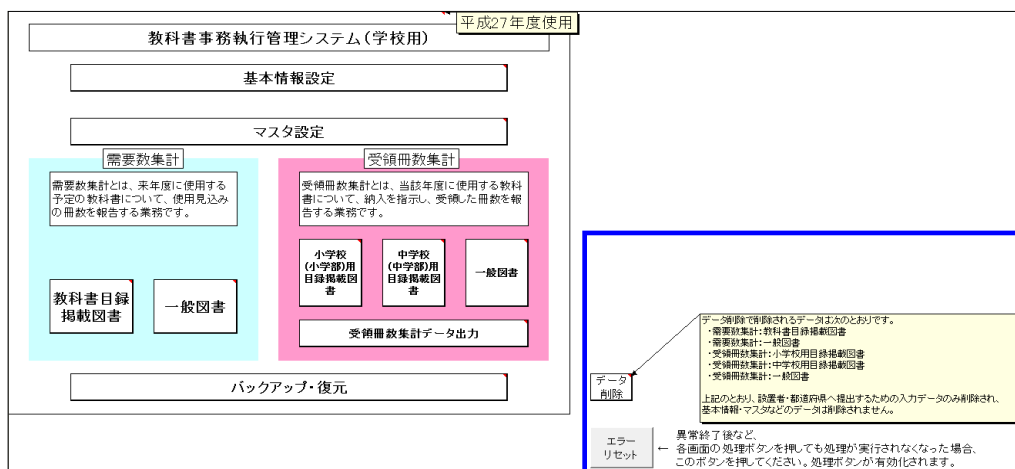 平成27年度使用
教科書事務執行管理システム(学校用)
基本情報設定
マスタ設定
需要数集計
需要数集計とは、来年度に使用する
予定の教科書について、使用見込み
の冊数を報告する業務です。
教科書目録
掲載図書
一般図書
受領冊数集計
受領冊数集計とは、当該年度に使用する教科
書について、納入を指示し、受領した冊数を報
告する業務です。
小学校
(小学部)用
目録掲載図
書
中学校
(中学部)用
目録掲載図
書
一般図書
受領冊数集計データ出力
バックアップ・復元
データ
削除
データ削除で削除されるデータは次のとおりです。
・需要数集計:教科書目録掲載図書
・需要数集計:一般図書
・受領冊数集計:小学校用目録掲載図書
・受領冊数集計:中学校用目録掲載図書
・受領冊数集計:一般図書
上記のとおり、設置者・都道府県へ提出するための入力データのみ削除され、
基本情報・マスタなどのデータは削除されません。
エラー
リセット
← 異常終了後など、
各画面の処理ボタンを押しても処理が実行されなくなった場合、
このボタンを押してください。処理ボタンが有効化されます。